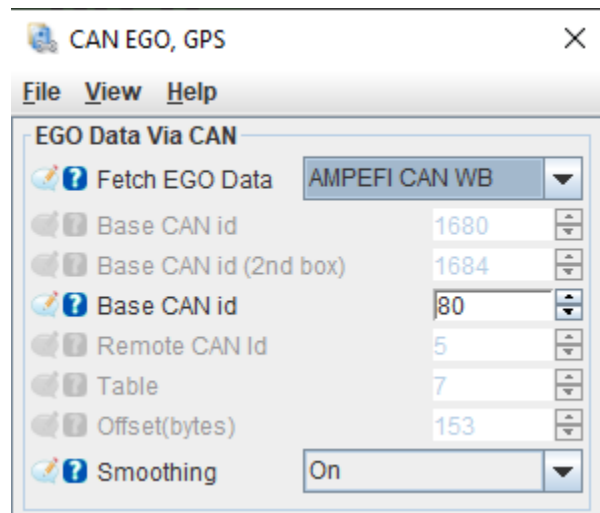 CAN EGO, GPS
File View Help
EGO Data Via CAN
Fetch EGO Data AMPEFI CAN WB
Base CAN id 1680
Base CAN id (2nd box) 1684
Base CAN id 80
Remote CAN Id 5
Table 7
Offset(bytes) 153
Smoothing On